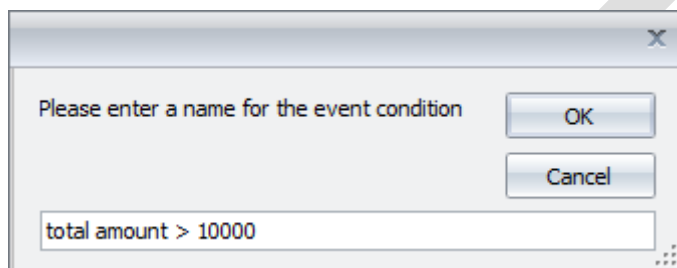 Please enter a name for the event condition
OK
Cancel
total amount > 10000